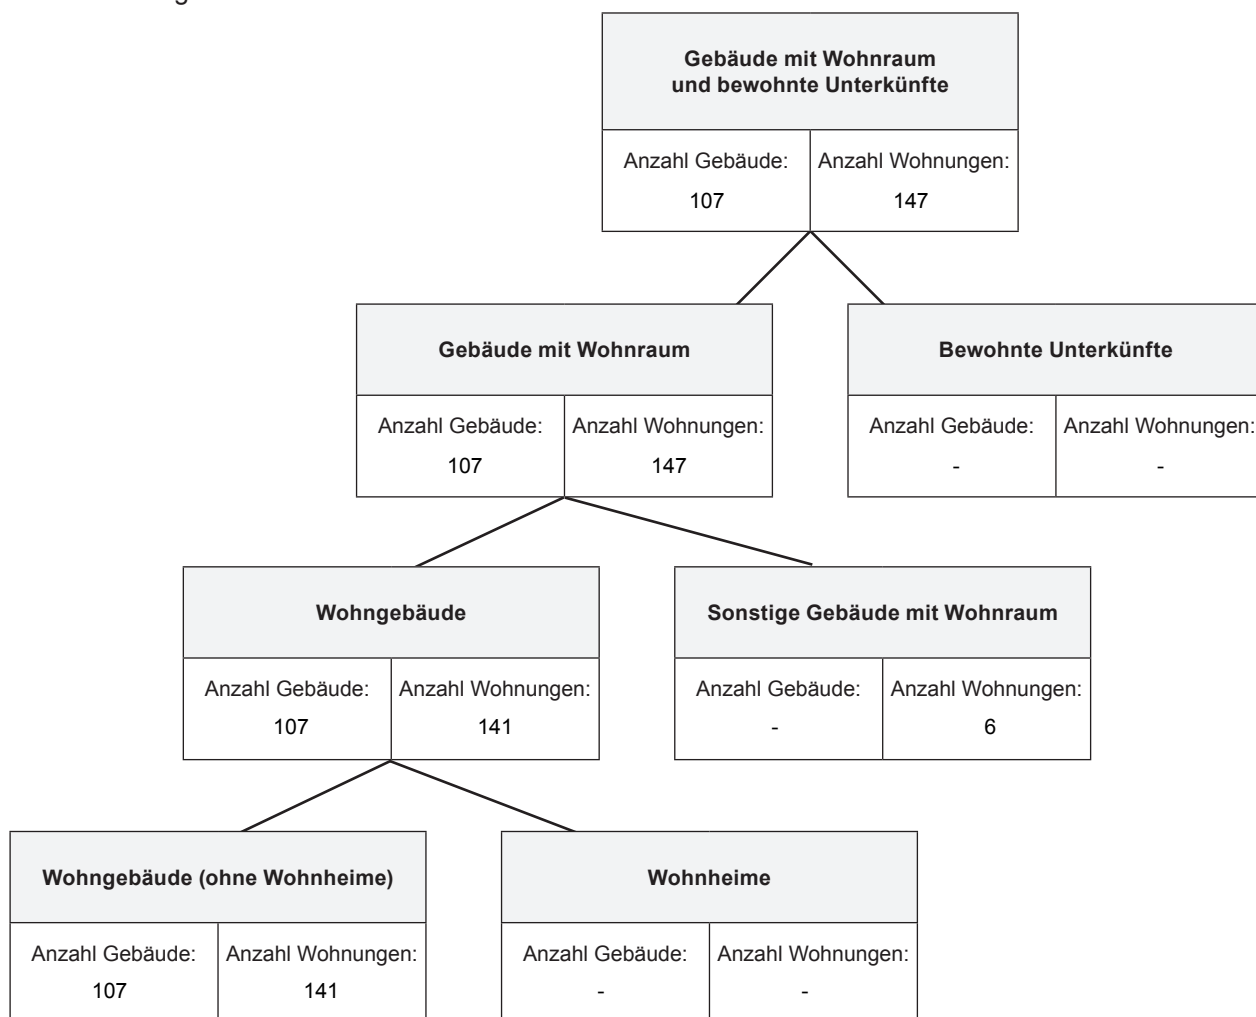 Gebäude mit Wohnraum
und bewohnte Unterkünfte
Anzahl Gebäude: Anzahl Wohnungen:
107 147
Gebäude mit Wohnraum Bewohnte Unterkünfte
Anzahl Gebäude: Anzahl Wohnungen: Anzahl Gebäude: Anzahl Wohnungen:
107 147 - -
Wohngebäude Sonstige Gebäude mit Wohnraum
Anzahl Gebäude: Anzahl Wohnungen: Anzahl Gebäude: Anzahl Wohnungen:
107 141 - 6
Wohngebäude (ohne Wohnheime) Wohnheime
Anzahl Gebäude: Anzahl Wohnungen: Anzahl Gebäude: Anzahl Wohnungen:
107 141 - -